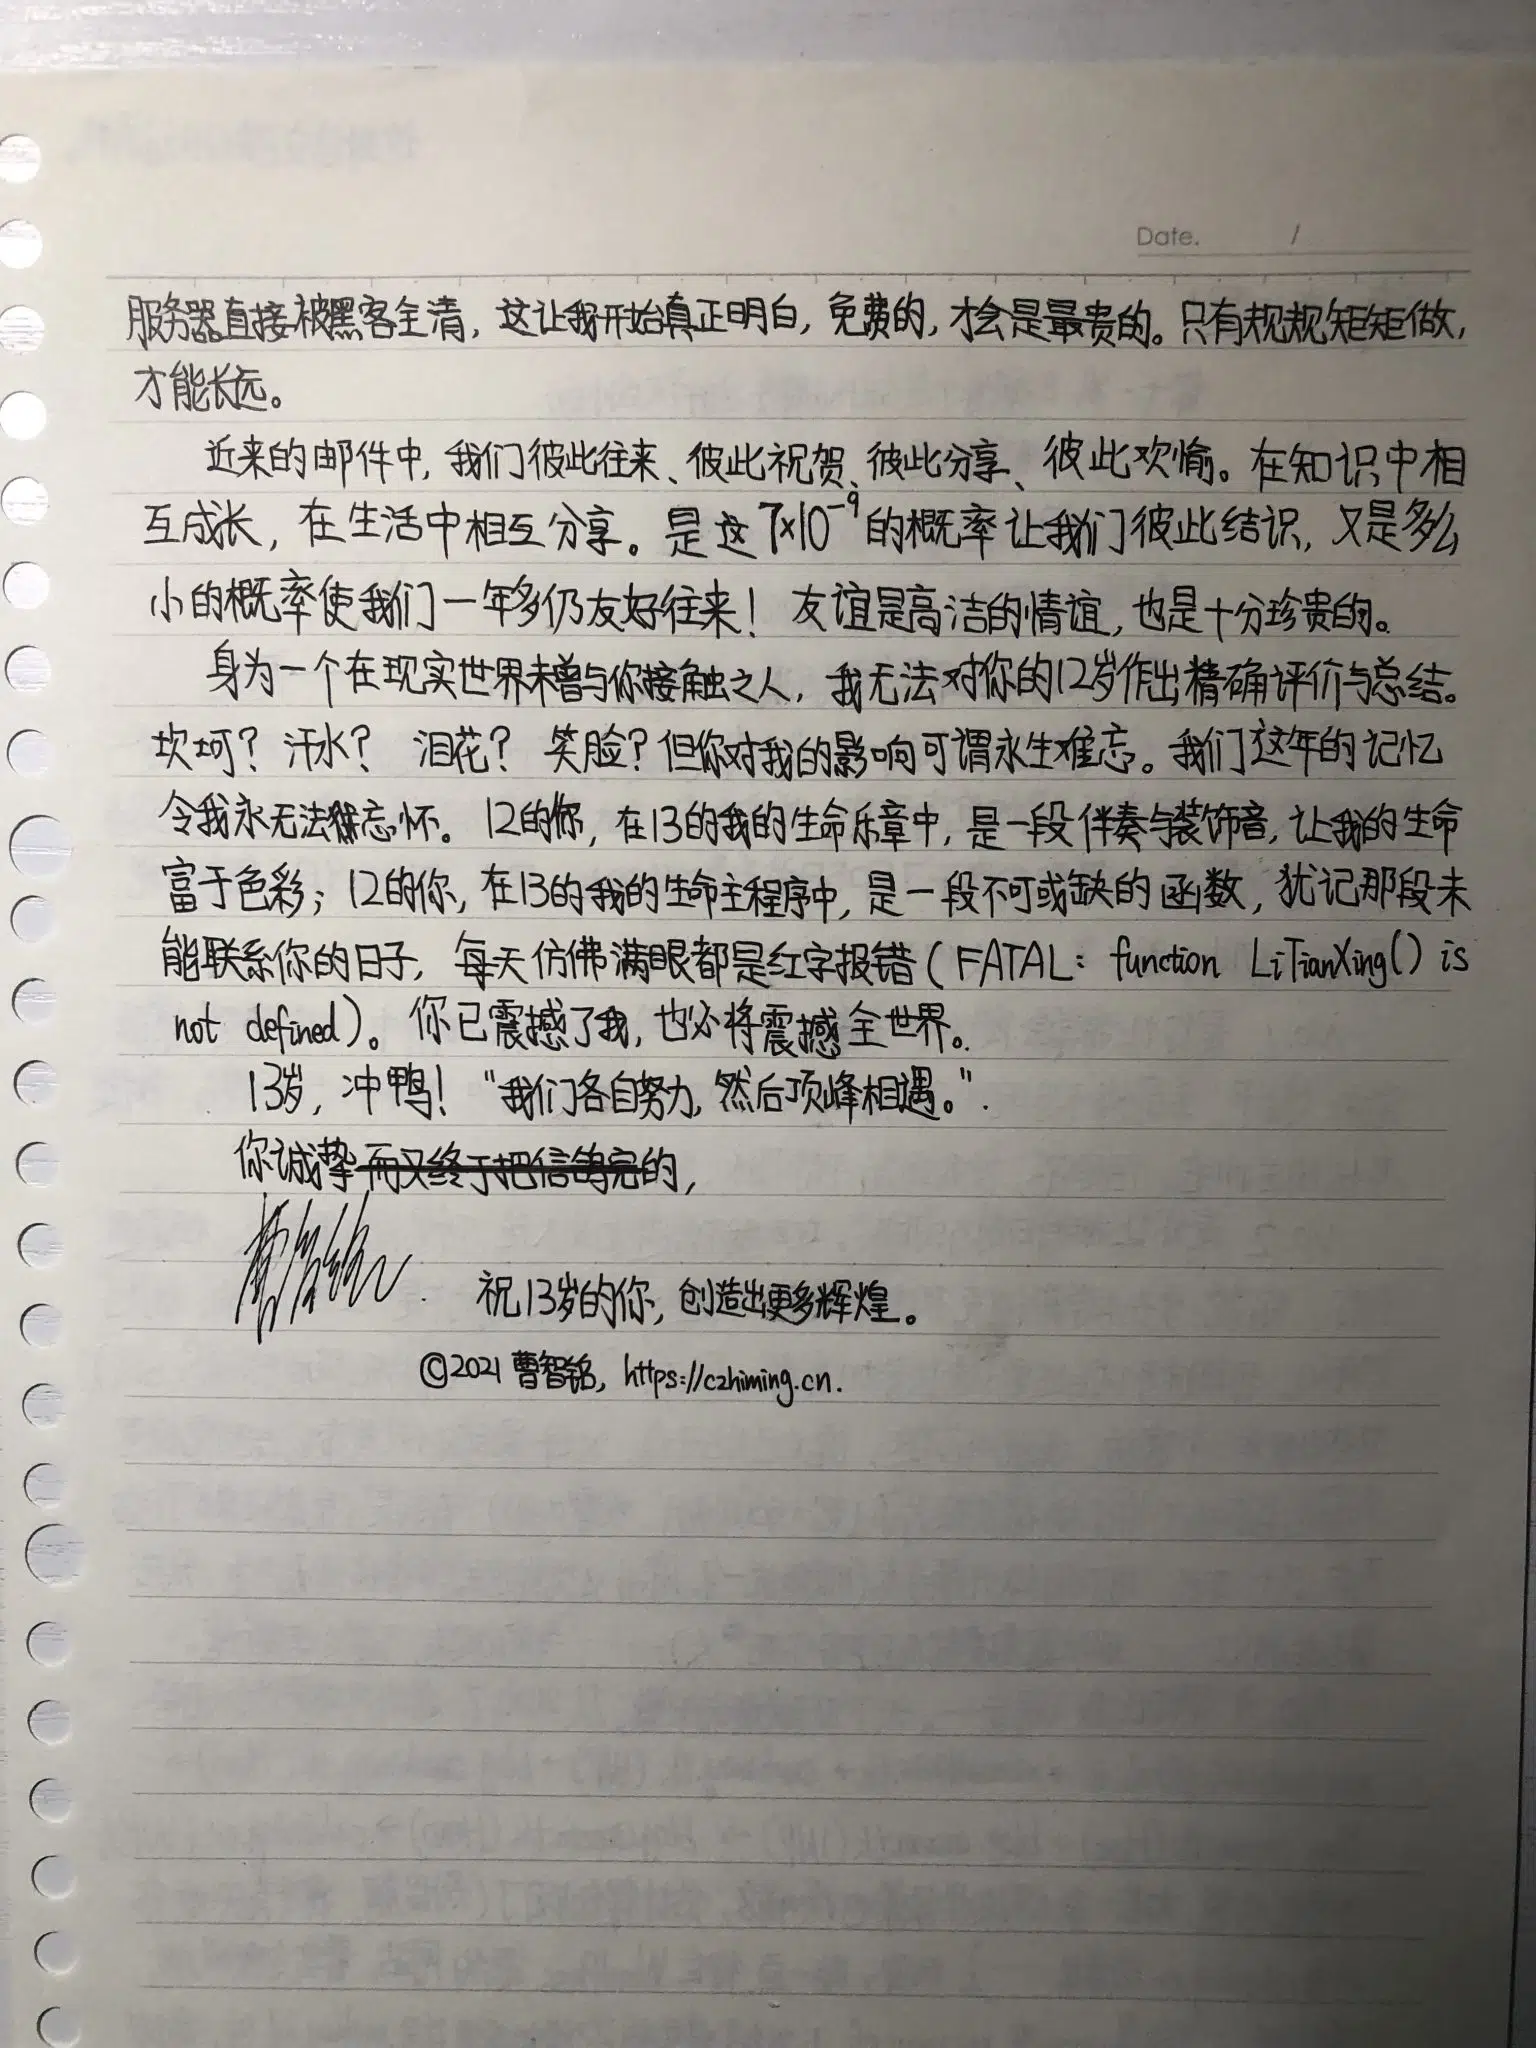 Date. /
服务器直接被黑客全清，这让我开始真正明白，免费的，才会是最贵的。只有规规矩矩做，
才能长远。
近来的邮件中，我们彼此往来、彼此祝贺、彼此分享、彼此欢愉。在知识中相
互成长，在生活中相互分享。是这7×10⁻⁹的概率让我们彼此结识，又是多么
小的概率使我们一年多仍友好往来！友谊是高洁的情谊，也是十分珍贵的。
身为一个在现实世界未曾与你接触之人，我无法对你的12岁作出精确评价与总结。
坎坷？汗水？泪花？笑脸？但你对我的影响可谓永生难忘。我们这年的记忆
令我永无法忘怀。12的你，在13的我的生命乐章中，是一段伴奏与装饰音，让我的生命
富于色彩；12的你，在13的我的生命主程序中，是一段不可或缺的函数，犹记那段未
能联系你的日子，每天仿佛满眼都是红字报错（FATAL: function LiTianXing() is
not defined）。你已震撼了我，也必将震撼全世界。
13岁，冲鸭！“我们各自努力，然后顶峰相遇。”.
你诚挚而又终于把信鸽完的，
祝13岁的你，创造出更多辉煌。
©2021 曹智铭，https://czhiming.cn.